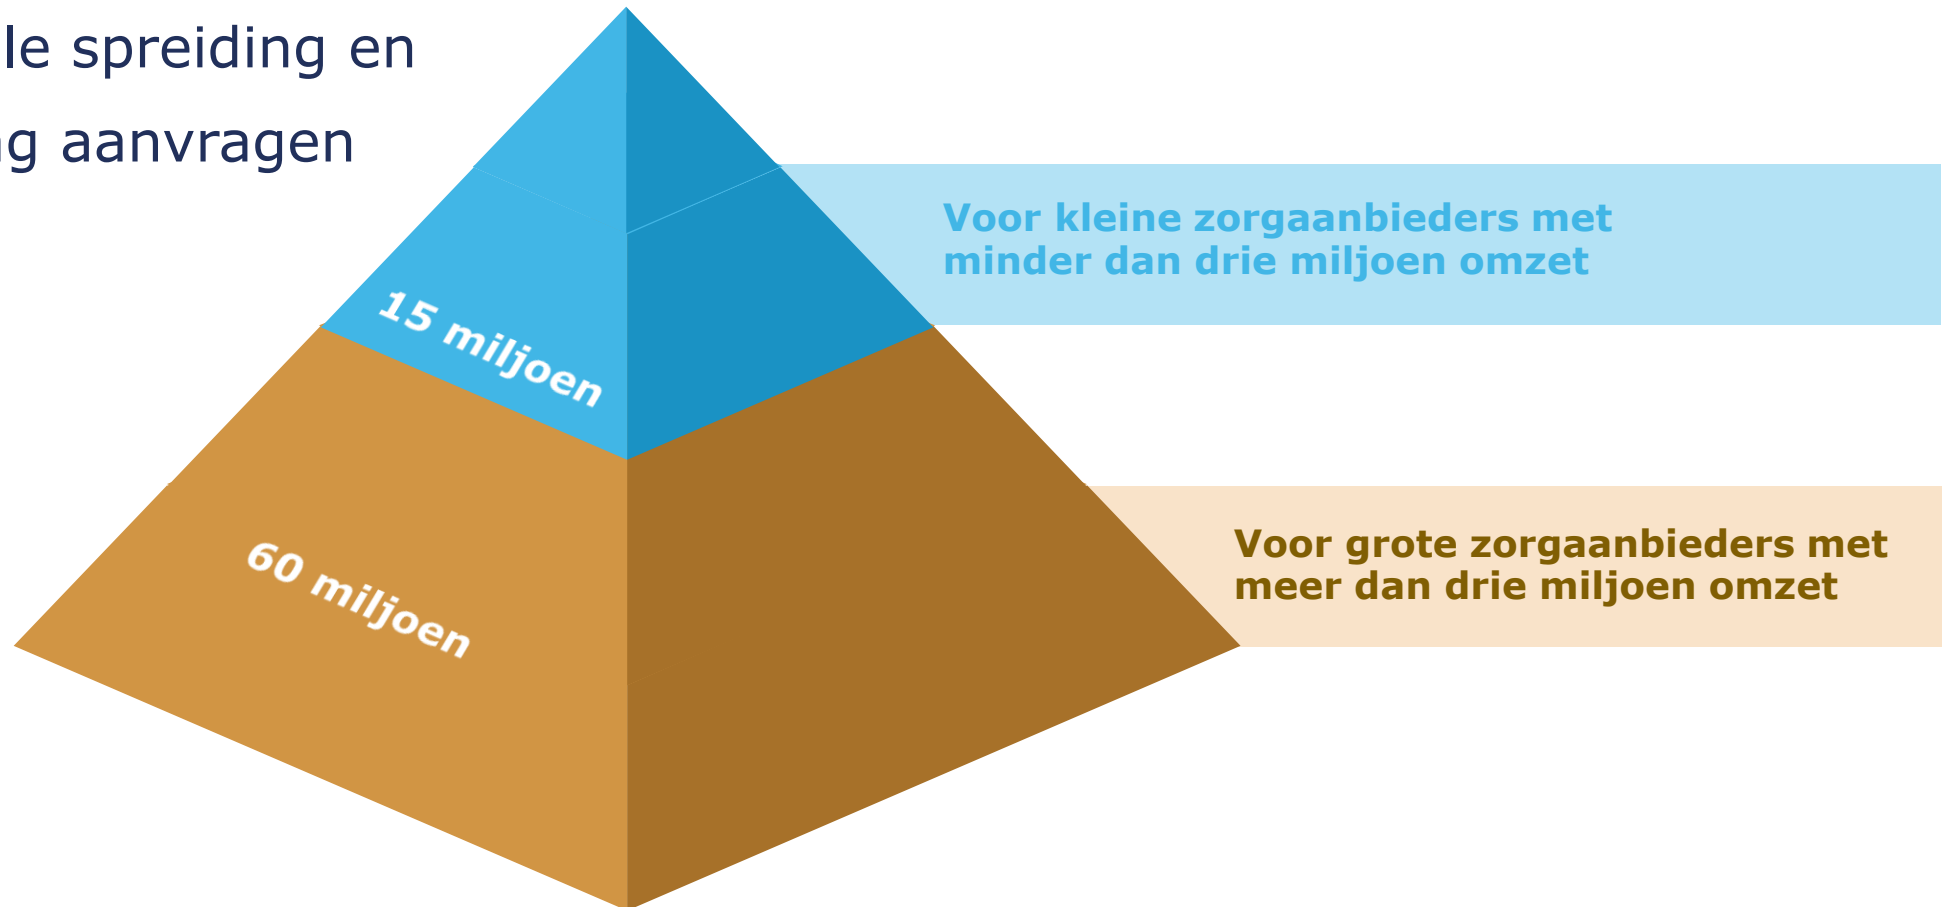 le spreiding en
g aanvragen
Voor kleine zorgaanbieders met
minder dan drie miljoen omzet
15 miljoen
Voor grote zorgaanbieders met
meer dan drie miljoen omzet
60 miljoen